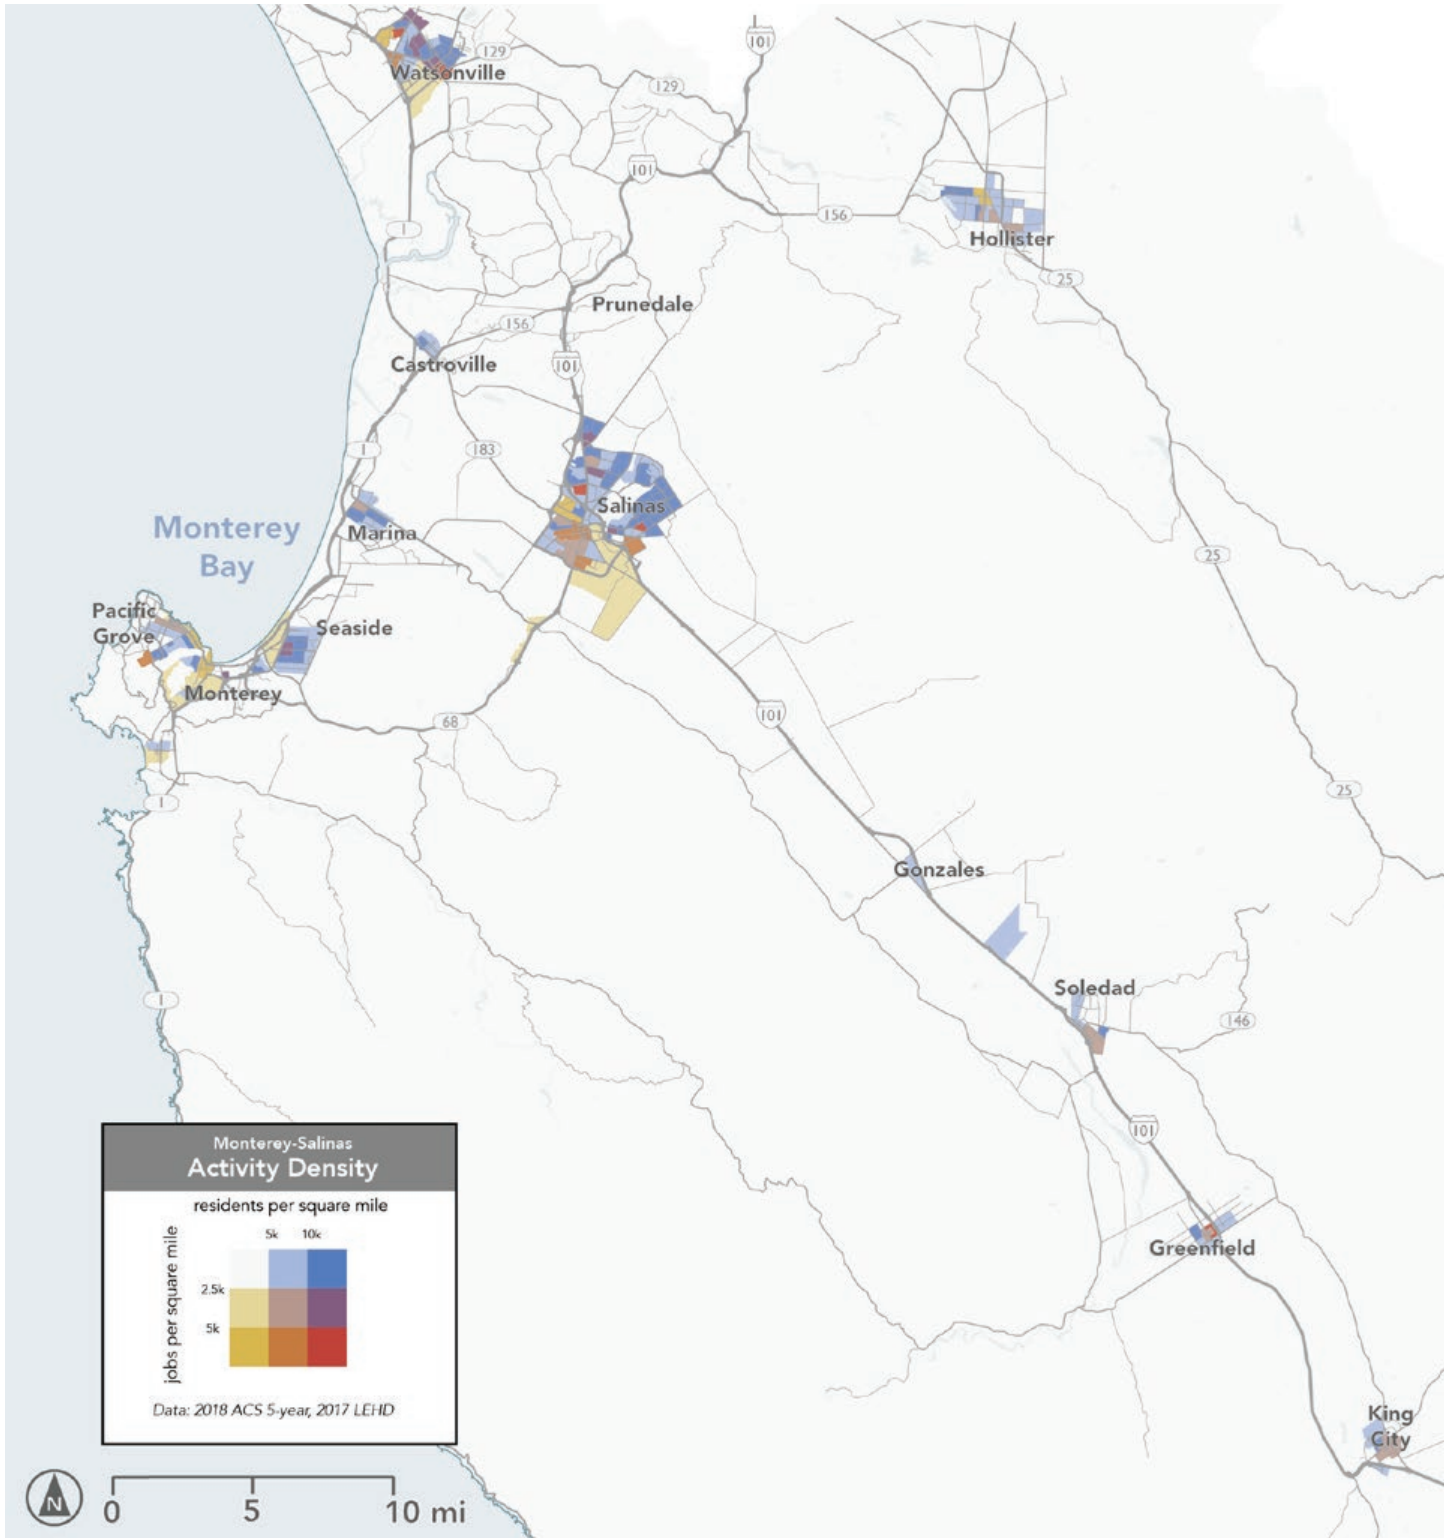 101
129
Watsonville
129
101
1
156
Hollister
25
Prunedale
156
101
Castroville
1
183
Salinas
Monterey
Bay
Marina
25
Pacific
Grove
Seaside
Monterey
68
101
25
1
Gonzales
Soledad
1
146
101
Greenfield
King
City
Monterey-Salinas
Activity Density
residents per square mile
5k 10k
jobs per square mile
2.5k
5k
Data: 2018 ACS 5-year, 2017 LEHD
N
0 5 10 mi